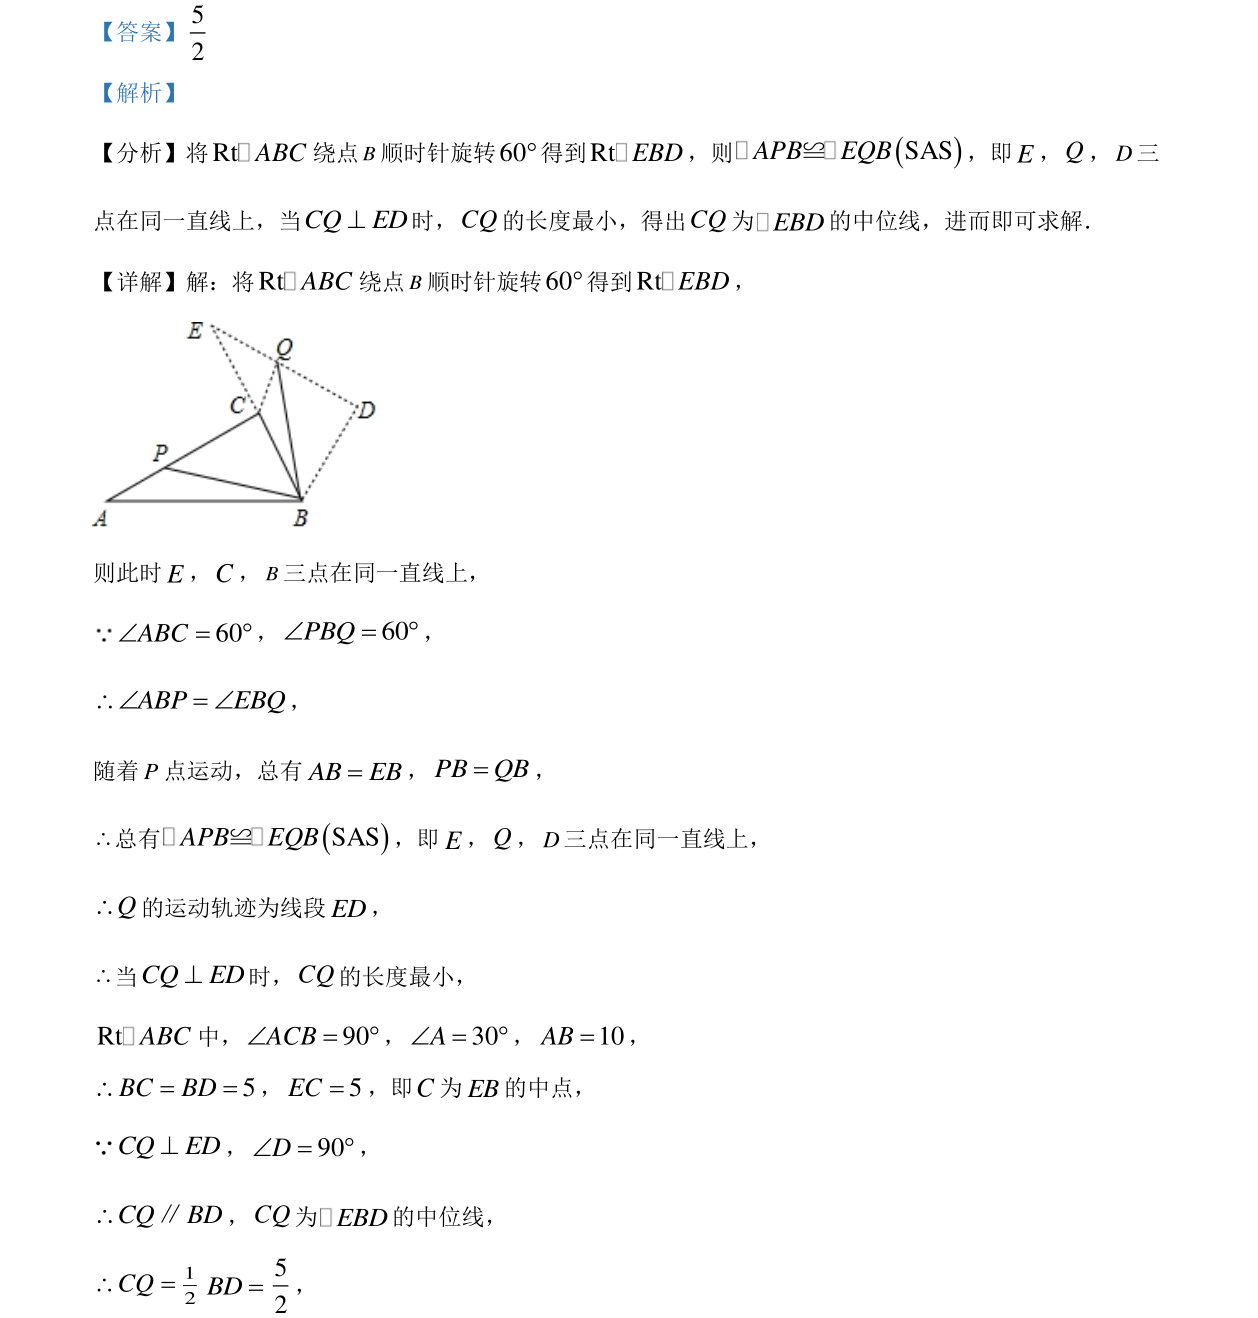 【答案】5/2
【解析】
【分析】将Rt□ABC绕点B顺时针旋转60°得到Rt□EBD，则□APB≌□EQB(SAS)，即E，Q，D三
点在同一直线上，当CQ⊥ED时，CQ的长度最小，得出CQ为□EBD的中位线，进而即可求解．
【详解】解：将Rt□ABC绕点B顺时针旋转60°得到Rt□EBD，
E
Q
C
D
P
A
B
则此时E，C，B三点在同一直线上，
∵∠ABC=60°，∠PBQ=60°，
∴∠ABP=∠EBQ，
随着P点运动，总有AB=EB，PB=QB，
∴总有□APB≌□EQB(SAS)，即E，Q，D三点在同一直线上，
∴Q的运动轨迹为线段ED，
∴当CQ⊥ED时，CQ的长度最小，
Rt□ABC中，∠ACB=90°，∠A=30°，AB=10，
∴BC=BD=5，EC=5，即C为EB的中点，
∵CQ⊥ED，∠D=90°，
∴CQ∥BD，CQ为□EBD的中位线，
∴CQ=1/2 BD=5/2，